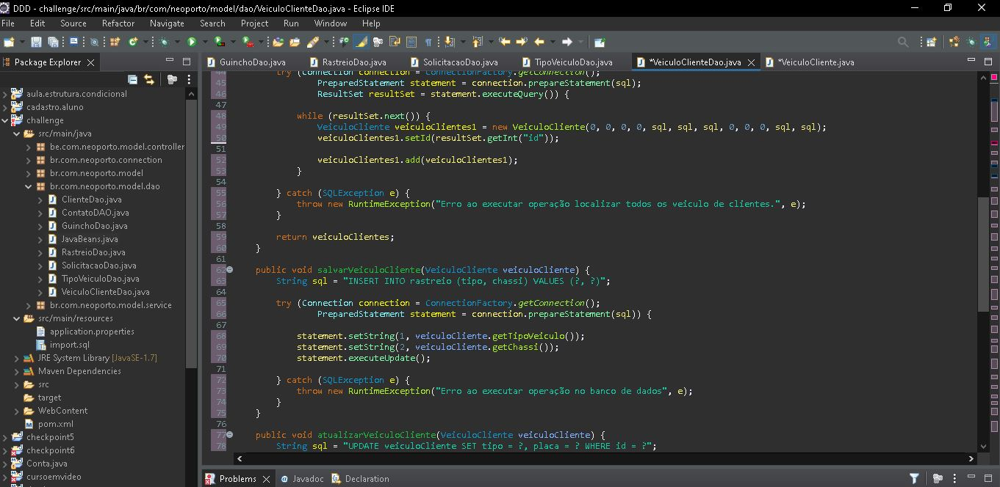 DDD - challenge/src/main/java/br/com/neoporto/model/dao/VeiculoClienteDao.java - Eclipse IDE
File Edit Source Refactor Navigate Search Project Run Window Help
Package Explorer
GuinchoDao.java RastreioDao.java SolicitacaoDao.java TipoVeiculoDao.java *VeiculoClienteDao.java *VeiculoCliente.java
aula.estrutura.condicional
cadastro.aluno
challenge
src/main/java
be.com.neoporto.model.controller
br.com.neoporto.connection
br.com.neoporto.model
br.com.neoporto.model.dao
ClienteDao.java
ContatoDAO.java
GuinchoDao.java
JavaBeans.java
RastreioDao.java
SolicitacaoDao.java
TipoVeiculoDao.java
VeiculoClienteDao.java
br.com.neoporto.model.service
src/main/resources
application.properties
import.sql
JRE System Library [JavaSE-1.7]
Maven Dependencies
src
target
WebContent
pom.xml
checkpoint5
checkpoint6
Conta.java
cursoemvideo
44 try (Connection connection = ConnectionFactory.getConnection();
45 PreparedStatement statement = connection.prepareStatement(sql);
46 ResultSet resultSet = statement.executeQuery()) {
47
48 while (resultSet.next()) {
49 VeiculoCliente veiculoClientes1 = new VeiculoCliente(0, 0, 0, 0, sql, sql, sql, 0, 0, 0, sql, sql);
50 veiculoClientes1.setId(resultSet.getInt("id"));
51
52 veiculoClientes1.add(veiculoClientes1);
53 }
54
55 } catch (SQLException e) {
56 throw new RuntimeException("Erro ao executar operação localizar todos os veiculo de clientes.", e);
57 }
58
59 return veiculoClientes;
60 }
61
62 public void salvarVeiculoCliente(VeiculoCliente veiculoCliente) {
63 String sql = "INSERT INTO rastreio (tipo, chassi) VALUES (?, ?)";
64
65 try (Connection connection = ConnectionFactory.getConnection();
66 PreparedStatement statement = connection.prepareStatement(sql)) {
67
68 statement.setString(1, veiculoCliente.getTipoVeiculo());
69 statement.setString(2, veiculoCliente.getChassi());
70 statement.executeUpdate();
71
72 } catch (SQLException e) {
73 throw new RuntimeException("Erro ao executar operação no banco de dados", e);
74 }
75 }
76
77 public void atualizarVeiculoCliente(VeiculoCliente veiculoCliente) {
78 String sql = "UPDATE veiculoCliente SET tipo = ?, placa = ? WHERE id = ?";
Problems Javadoc Declaration